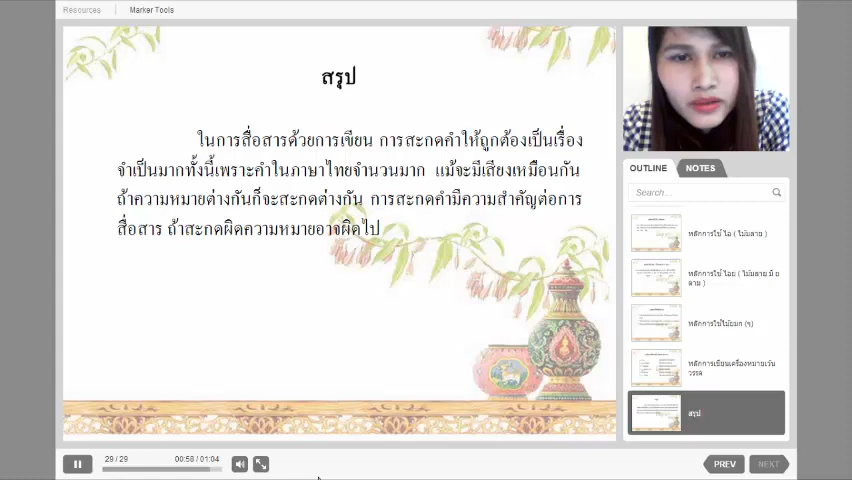 Resources
Marker Tools
สรุป
ในการสื่อสารด้วยการเขียน การสะกดคำให้ถูกต้องเป็นเรื่อง
จำเป็นมากทั้งนี้เพราะคำในภาษาไทยจำนวนมาก แม้จะมีเสียงเหมือนกัน
ถ้าความหมายต่างกันก็จะสะกดต่างกัน การสะกดคำมีความสำคัญต่อการ
สื่อสาร ถ้าสะกดผิดความหมายอาจผิดไป
OUTLINE
NOTES
Search...
หลักการใช้ ไอ ( ไม้มลาย )
หลักการใช้ ไอย ( ไม้มลาย มี ย
ตาม )
หลักการใช้ไม้ยมก (ๆ)
หลักการเขียนเครื่องหมายเว้น
วรรค
สรุป
29 / 29
00:58 / 01:04
PREV
NEXT